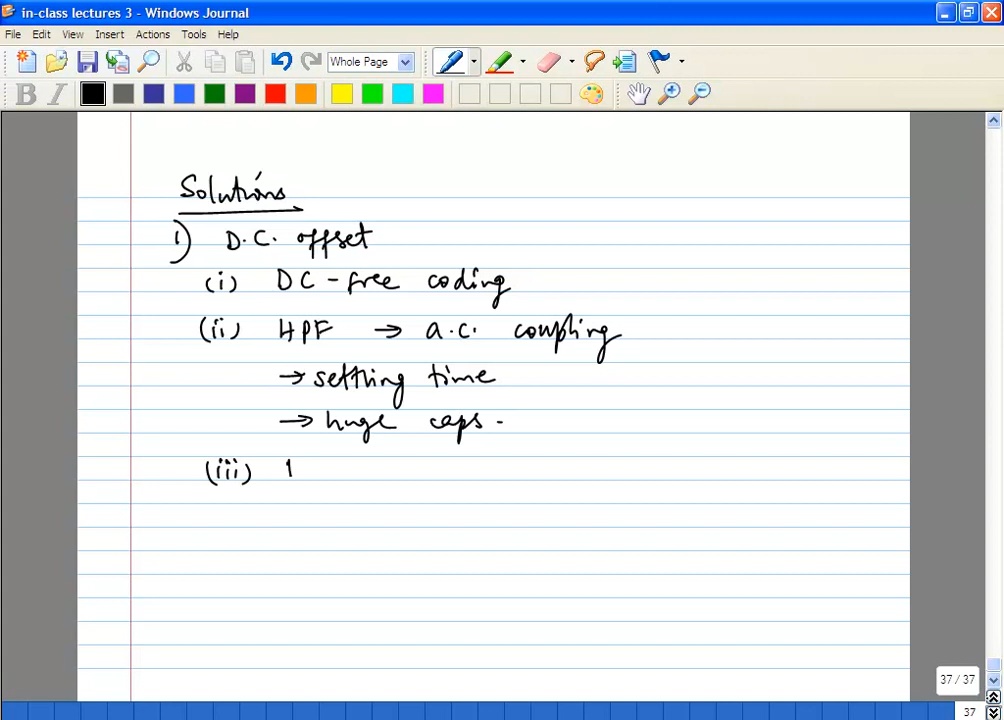 in-class lectures 3 - Windows Journal
File Edit View Insert Actions Tools Help
Whole Page
B I
Solutions
1) D.C. offset
(i) DC - free coding
(ii) HPF → a.c. coupling
→ settling time
→ huge caps -
(iii)
37 / 37
37